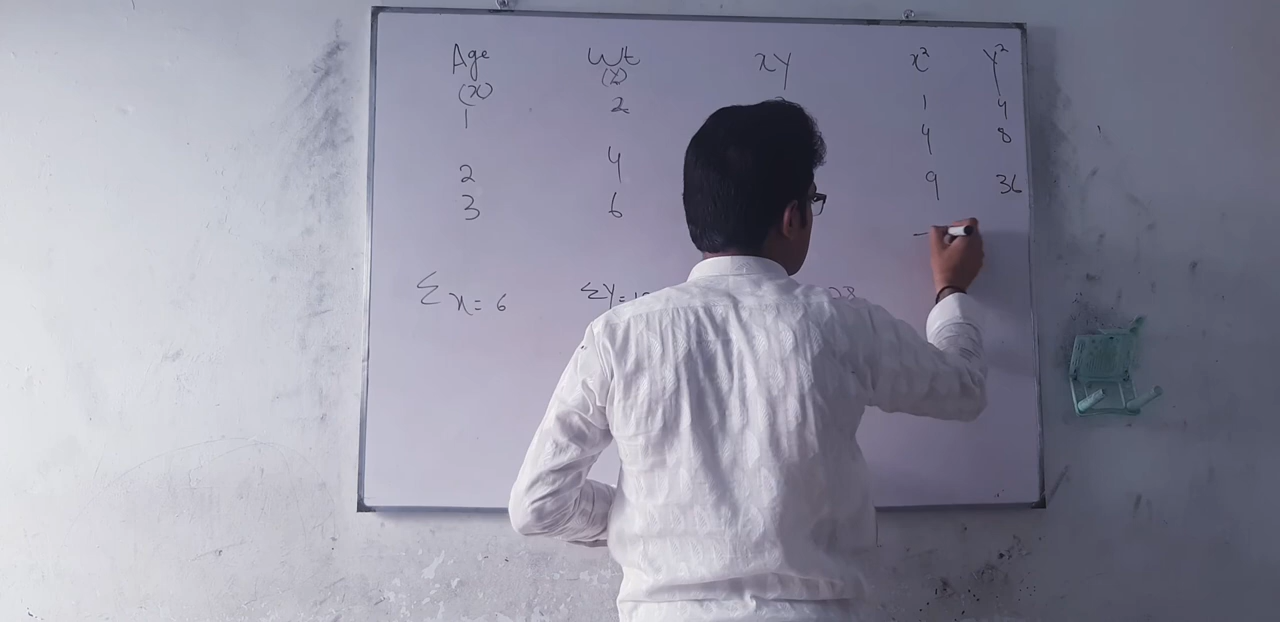 Age Wt xy x² y²
(x) (y)
1 2 1 4
4 8
2 4
3 6 9 36
Σx = 6 Σy = 28